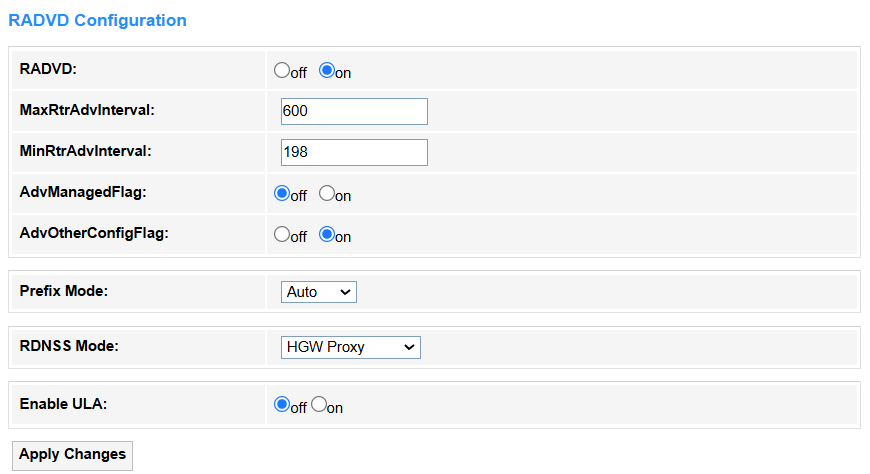 RADVD Configuration
RADVD: off on
MaxRtrAdvInterval: 600
MinRtrAdvInterval: 198
AdvManagedFlag: off on
AdvOtherConfigFlag: off on
Prefix Mode: Auto
RDNSS Mode: HGW Proxy
Enable ULA: off on
Apply Changes